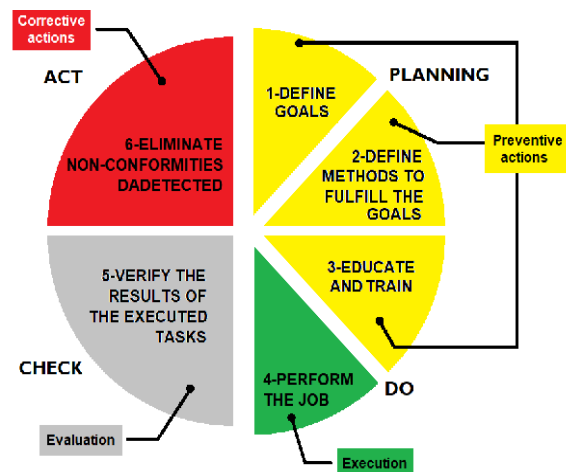 Corrective
actions
ACT
PLANNING
1-DEFINE
GOALS
6-ELIMINATE
NON-CONFORMITIES
DADETECTED
2-DEFINE
METHODS TO
FULFILL THE
GOALS
Preventive
actions
5-VERIFY THE
RESULTS OF
THE EXECUTED
TASKS
3-EDUCATE
AND TRAIN
CHECK
4-PERFORM
THE JOB
DO
Evaluation
Execution